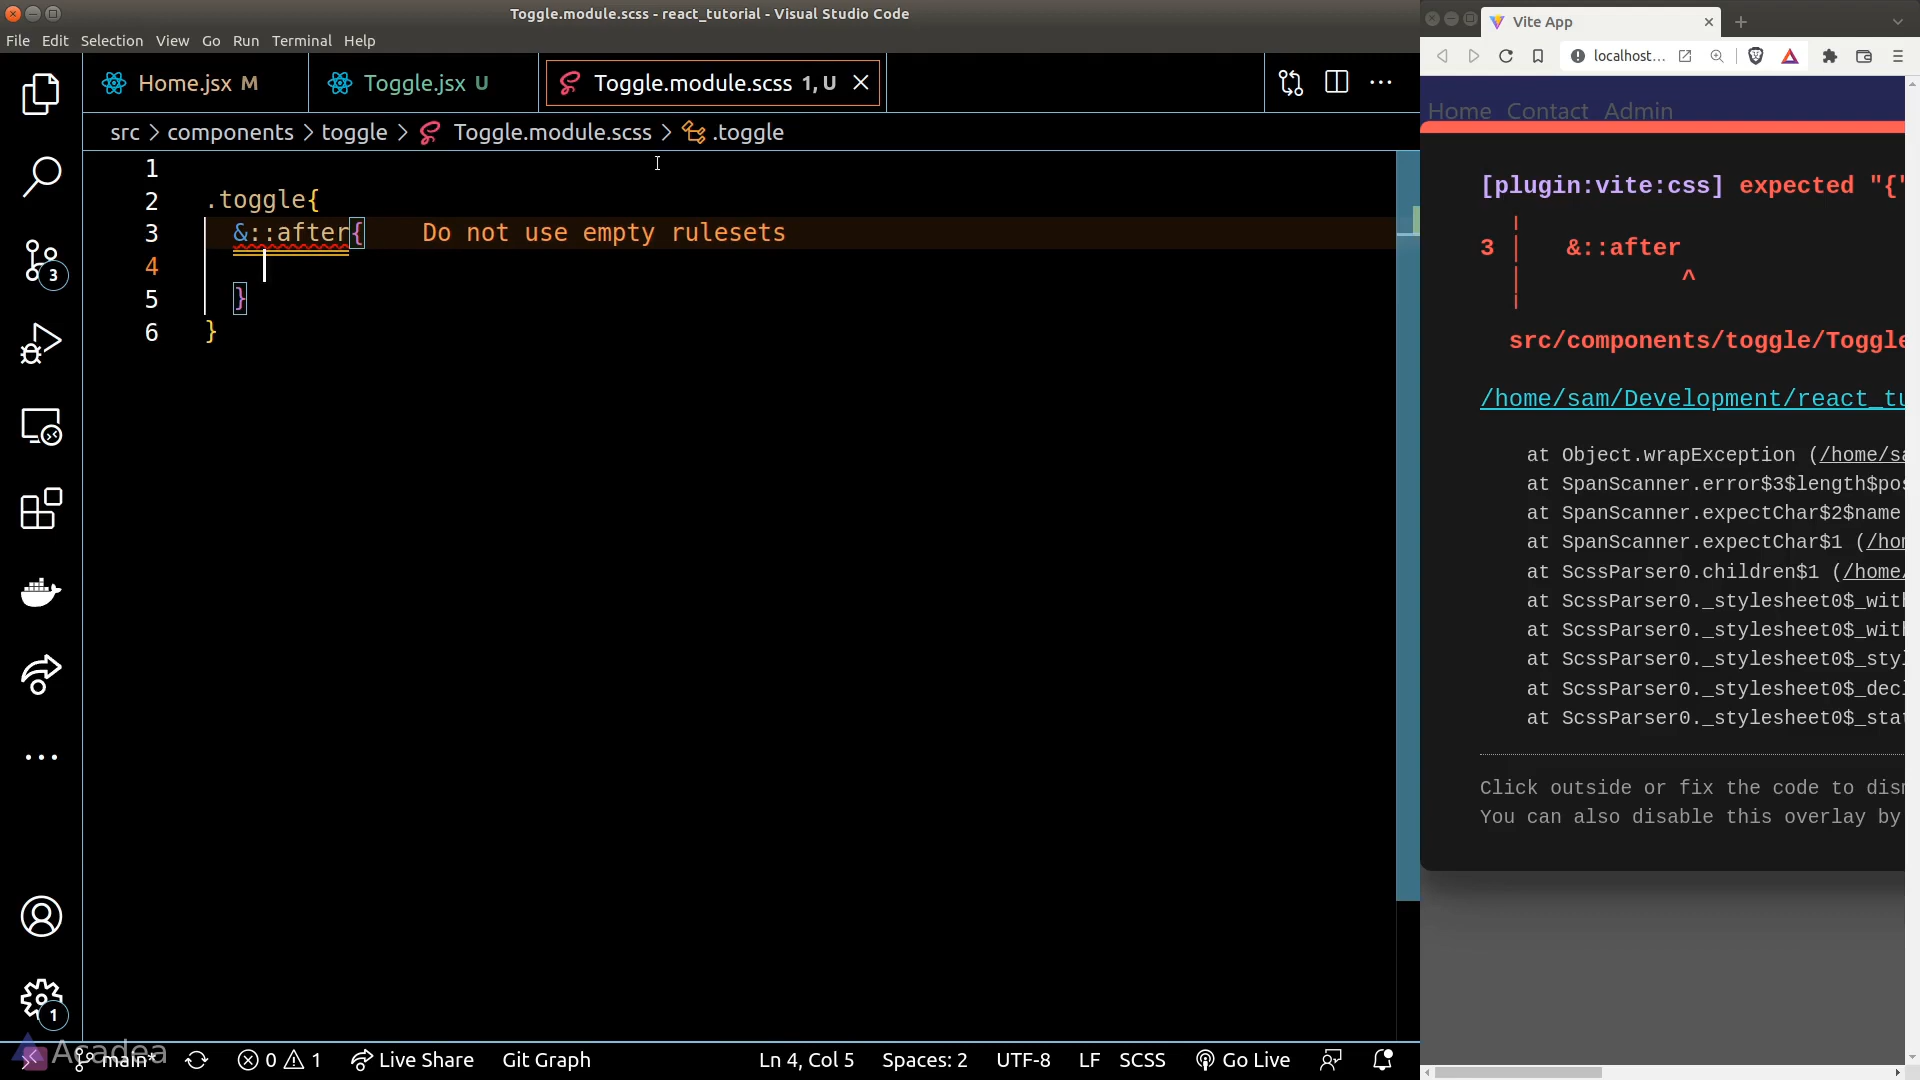 Toggle.module.scss - react_tutorial - Visual Studio Code
File Edit Selection View Go Run Terminal Help
Home.jsx M
Toggle.jsx U
Toggle.module.scss 1, U
src > components > toggle > Toggle.module.scss > .toggle
1
2 .toggle{
3 &::after{ Do not use empty rulesets
4
5 }
6 }
3
1
Acadea
main*
0 1
Live Share
Git Graph
Ln 4, Col 5
Spaces: 2
UTF-8
LF
SCSS
Go Live
Vite App
localhost...
Home Contact Admin
[plugin:vite:css] expected "{"
3 | &::after
^
src/components/toggle/Toggle
/home/sam/Development/react_tu
at Object.wrapException (/home/sa
at SpanScanner.error$3$length$pos
at SpanScanner.expectChar$2$name
at SpanScanner.expectChar$1 (/hom
at ScssParser0.children$1 (/home/
at ScssParser0._stylesheet0$_with
at ScssParser0._stylesheet0$_with
at ScssParser0._stylesheet0$_styl
at ScssParser0._stylesheet0$_decl
at ScssParser0._stylesheet0$_stat
Click outside or fix the code to dism
You can also disable this overlay by